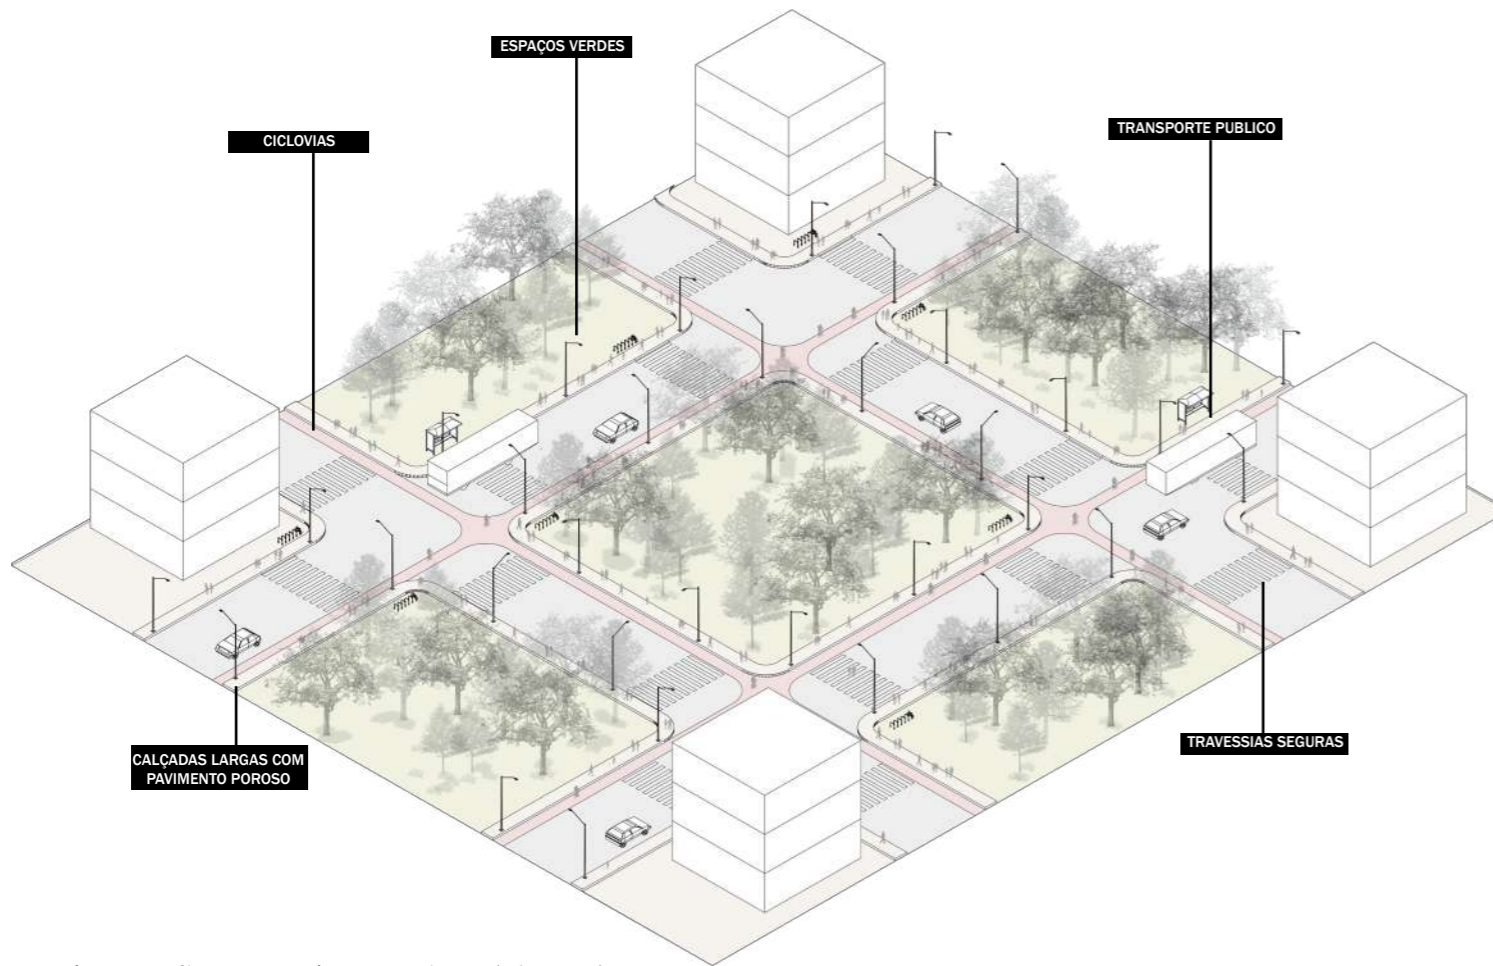 ESPAÇOS VERDES
CICLOVIAS
TRANSPORTE PUBLICO
TRAVESSIAS SEGURAS
CALÇADAS LARGAS COM
PAVIMENTO POROSO